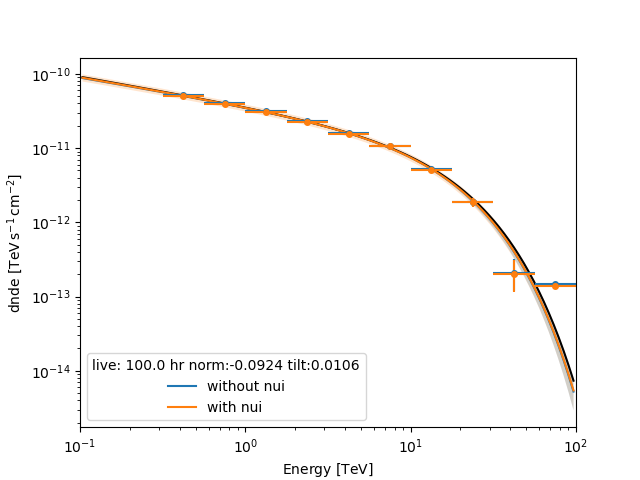 10⁻¹⁰
10⁻¹¹
10⁻¹²
10⁻¹³
10⁻¹⁴
dnde [TeV s⁻¹ cm⁻²]
live: 100.0 hr norm:-0.0924 tilt:0.0106
without nui
with nui
10⁻¹ 10⁰ 10¹ 10²
Energy [TeV]